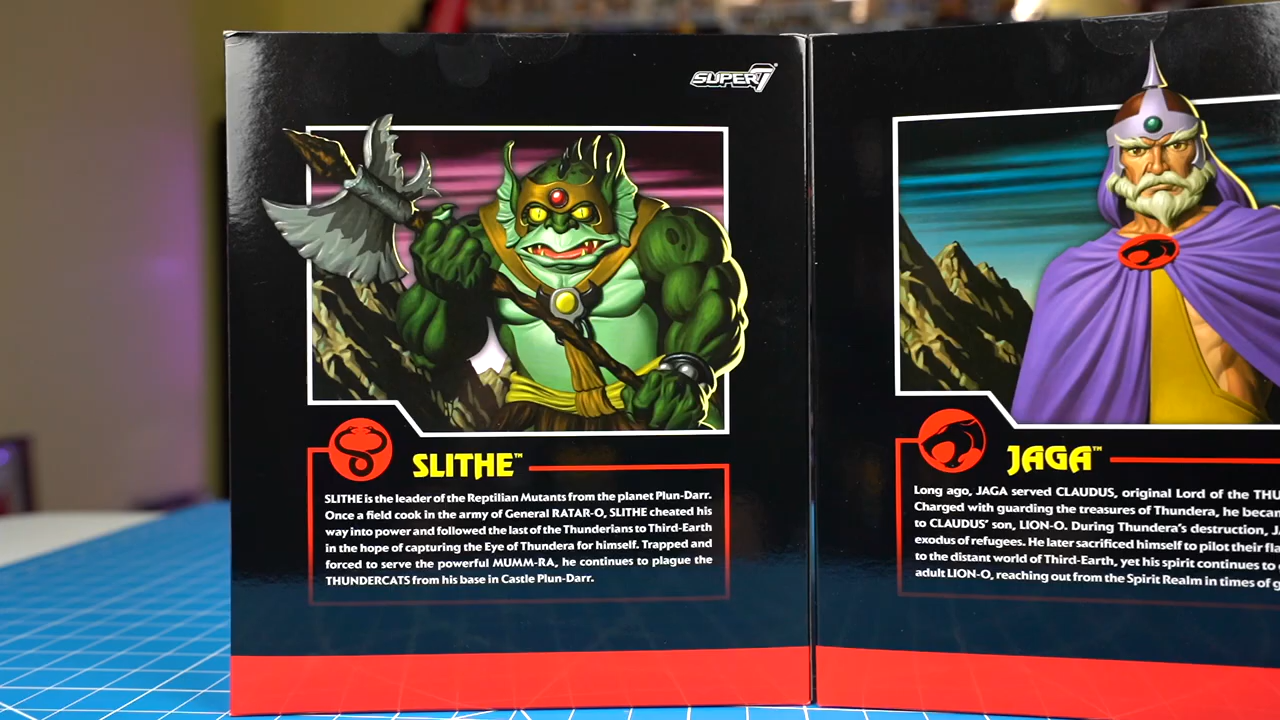 SUPER7®
SLITHE™
SLITHE is the leader of the Reptilian Mutants from the planet Plun-Darr.
Once a field cook in the army of General RATAR-O, SLITHE cheated his
way into power and followed the last of the Thunderians to Third-Earth
in the hope of capturing the Eye of Thundera for himself. Trapped and
forced to serve the powerful MUMM-RA, he continues to plague the
THUNDERCATS from his base in Castle Plun-Darr.
JAGA™
Long ago, JAGA served CLAUDUS, original Lord of the
Charged with guarding the treasures of Thundera, he
to CLAUDUS' son, LION-O. During Thundera's destruction,
exodus of refugees. He later sacrificed himself to pilot their
to the distant world of Third-Earth, yet his spirit continues to
adult LION-O, reaching out from the Spirit Realm in times of